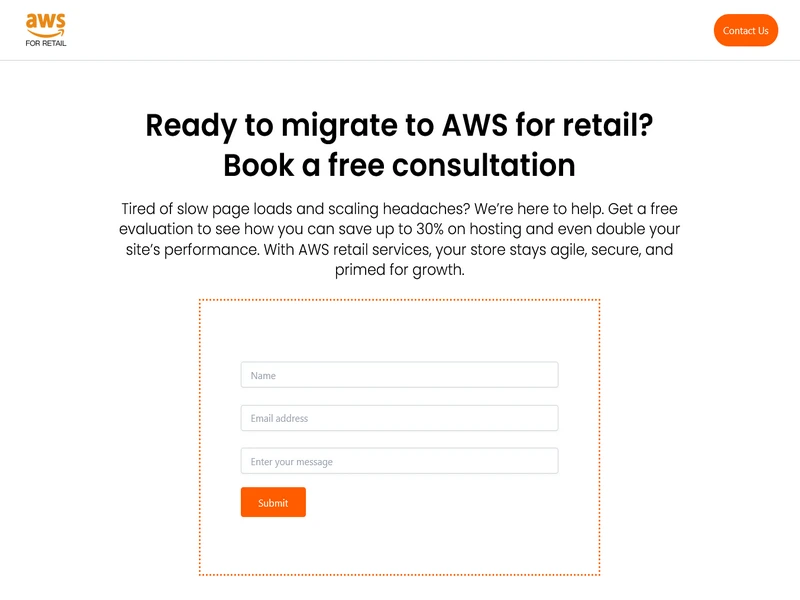 aws
FOR RETAIL
Contact Us
Ready to migrate to AWS for retail?
Book a free consultation
Tired of slow page loads and scaling headaches? We’re here to help. Get a free
evaluation to see how you can save up to 30% on hosting and even double your
site’s performance. With AWS retail services, your store stays agile, secure, and
primed for growth.
Name
Email address
Enter your message
Submit